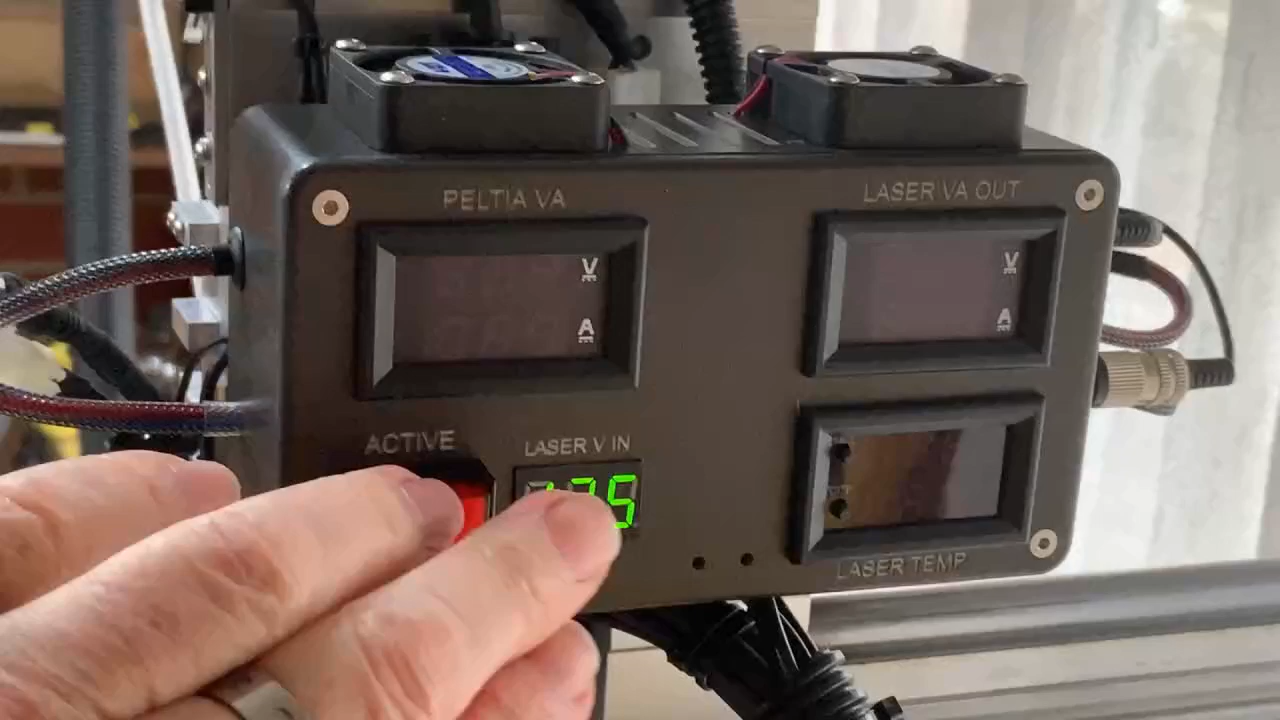 PELTIA VA
LASER VA OUT
V
A
V
A
ACTIVE
LASER V IN
LASER TEMP